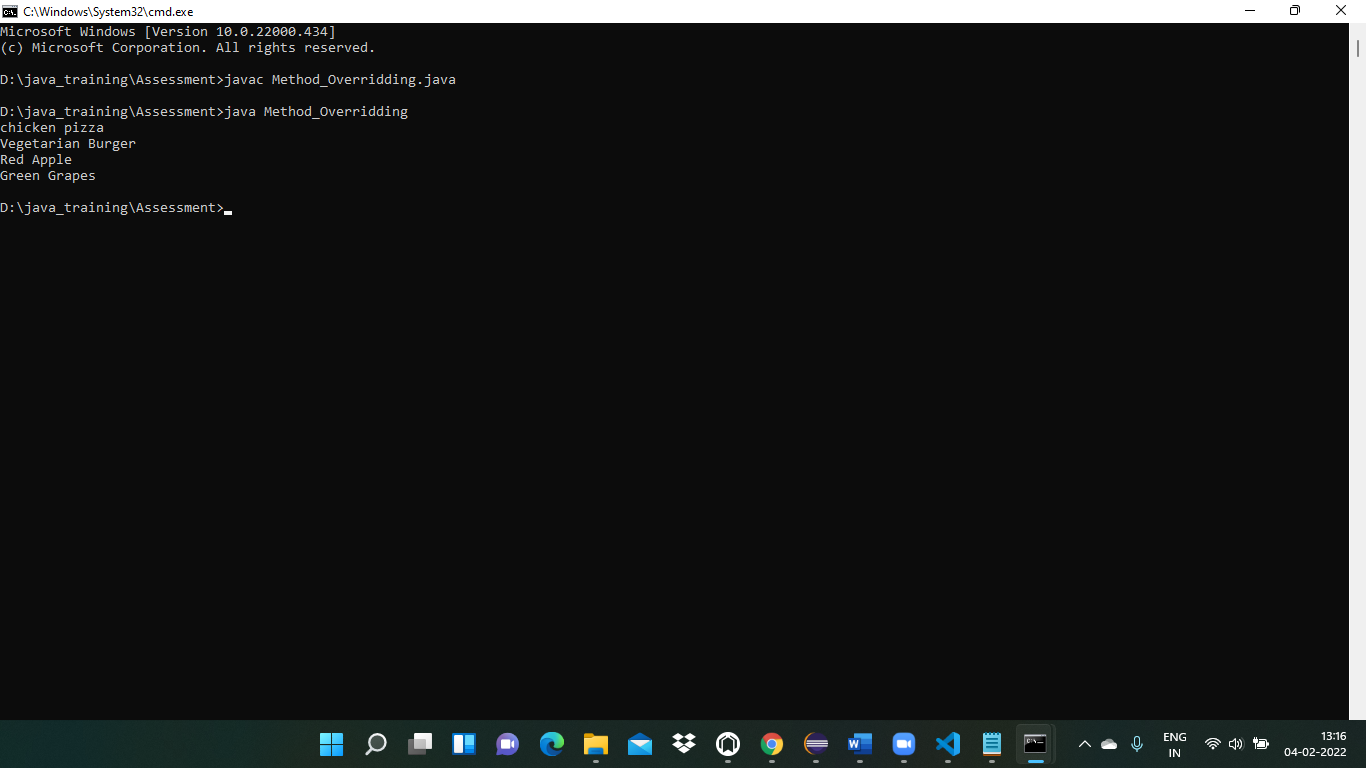 C:\Windows\System32\cmd.exe
Microsoft Windows [Version 10.0.22000.434]
(c) Microsoft Corporation. All rights reserved.
D:\java_training\Assessment>javac Method_Overridding.java
D:\java_training\Assessment>java Method_Overridding
chicken pizza
Vegetarian Burger
Red Apple
Green Grapes
D:\java_training\Assessment>
ENG
IN
13:16
04-02-2022